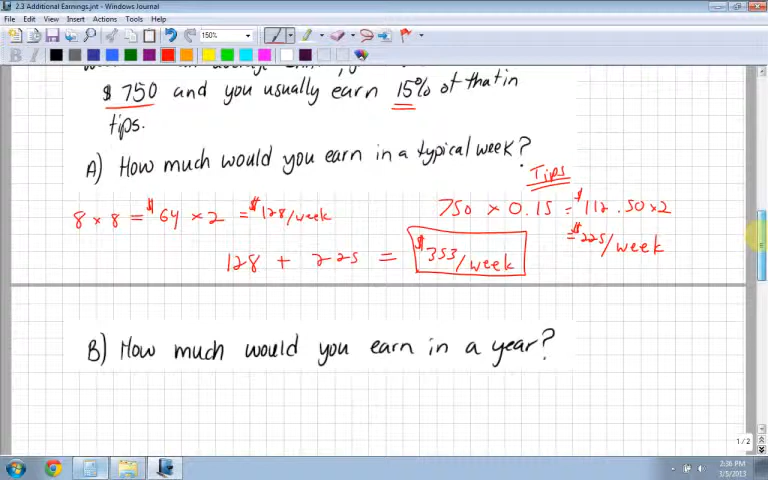 2.3 Additional Earnings.jnt - Windows Journal
File Edit View Insert Actions Tools Help
150%
B I
$ 750 and you usually earn 15% of that in
tips.
A) How much would you earn in a typical week?
Tips
8 × 8 = $64 × 2 = $128/week
750 × 0.15 = $112.50 × 2
= $225/week
128 + 225 = $353/week
B) How much would you earn in a year?
1 / 2
2:36 PM
3/5/2013